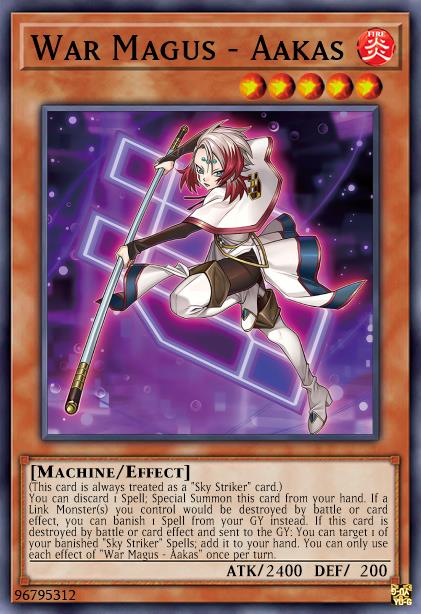 War Magus - Aakas
FIRE
炎
[Machine/Effect]
(This card is always treated as a "Sky Striker" card.)
You can discard 1 Spell; Special Summon this card from your hand. If a
Link Monster(s) you control would be destroyed by battle or card
effect, you can banish 1 Spell from your GY instead. If this card is
destroyed by battle or card effect and sent to the GY: You can target 1 of
your banished "Sky Striker" Spells; add it to your hand. You can only use
each effect of "War Magus - Aakas" once per turn.
ATK/2400 DEF/ 200
96795312